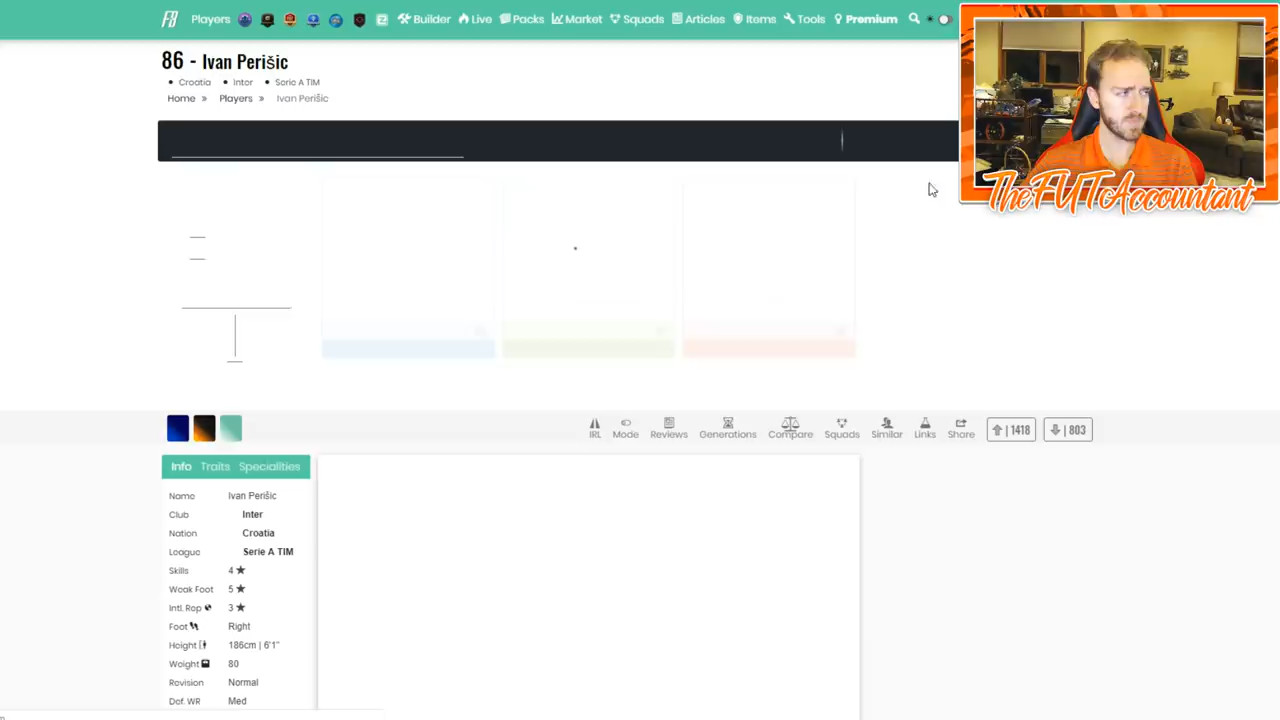 F8 Players Builder Live Packs Market Squads Articles Items Tools Premium
86 - Ivan Perišic
Croatia Inter Serie A TIM
Home » Players » Ivan Perišic
TheFUTAccountant
IRL Mode Reviews Generations Compare Squads Similar Links Share
| 1418 | 803
Info Traits Specialities
Name Ivan Perišic
Club Inter
Nation Croatia
League Serie A TIM
Skills 4 ★
Weak Foot 5 ★
Intl. Rep 3 ★
Foot Right
Height 186cm | 6'1"
Weight 80
Revision Normal
Def. WR Med